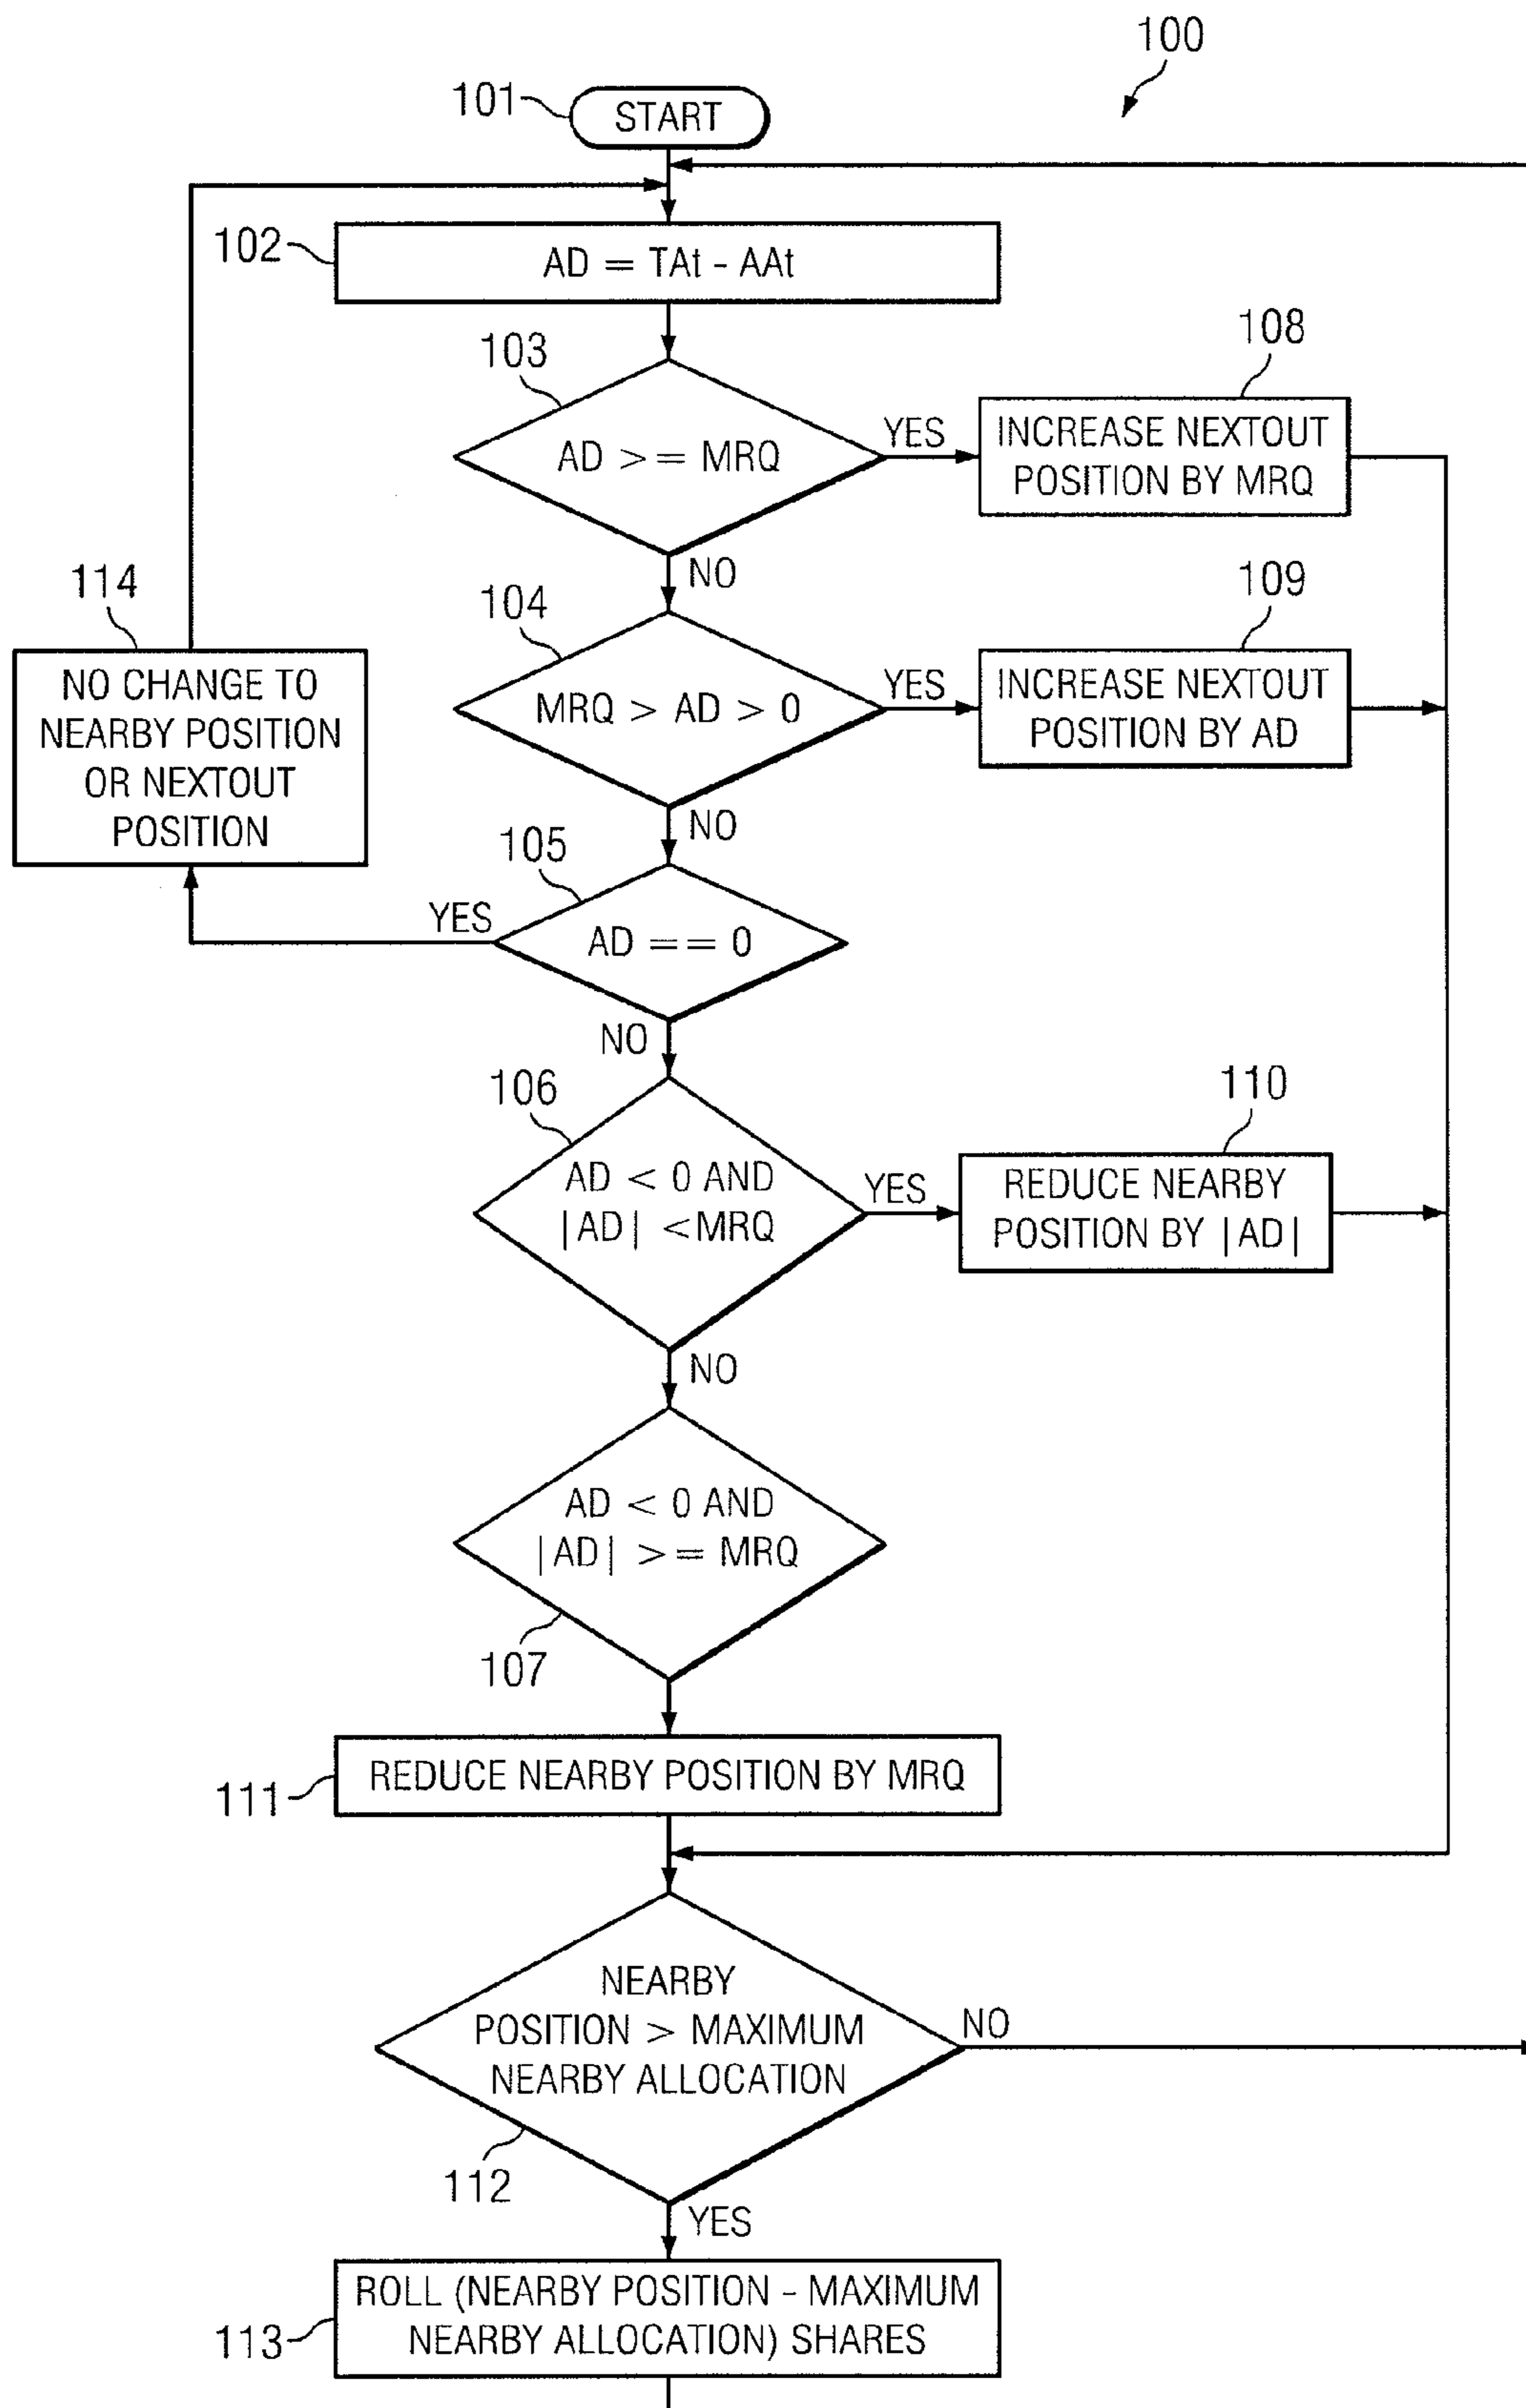 100
101
START
102
AD = TAt - AAt
103
108
AD >= MRQ
YES
INCREASE NEXTOUT
POSITION BY MRQ
NO
114
104
109
NO CHANGE TO
NEARBY POSITION
OR NEXTOUT
POSITION
MRQ > AD > 0
YES
INCREASE NEXTOUT
POSITION BY AD
NO
105
YES
AD == 0
NO
106
110
AD < 0 AND
|AD| <MRQ
YES
REDUCE NEARBY
POSITION BY |AD|
NO
AD < 0 AND
|AD| >= MRQ
107
REDUCE NEARBY POSITION BY MRQ
111
NEARBY
POSITION > MAXIMUM
NEARBY ALLOCATION
NO
112
YES
ROLL (NEARBY POSITION - MAXIMUM
NEARBY ALLOCATION) SHARES
113